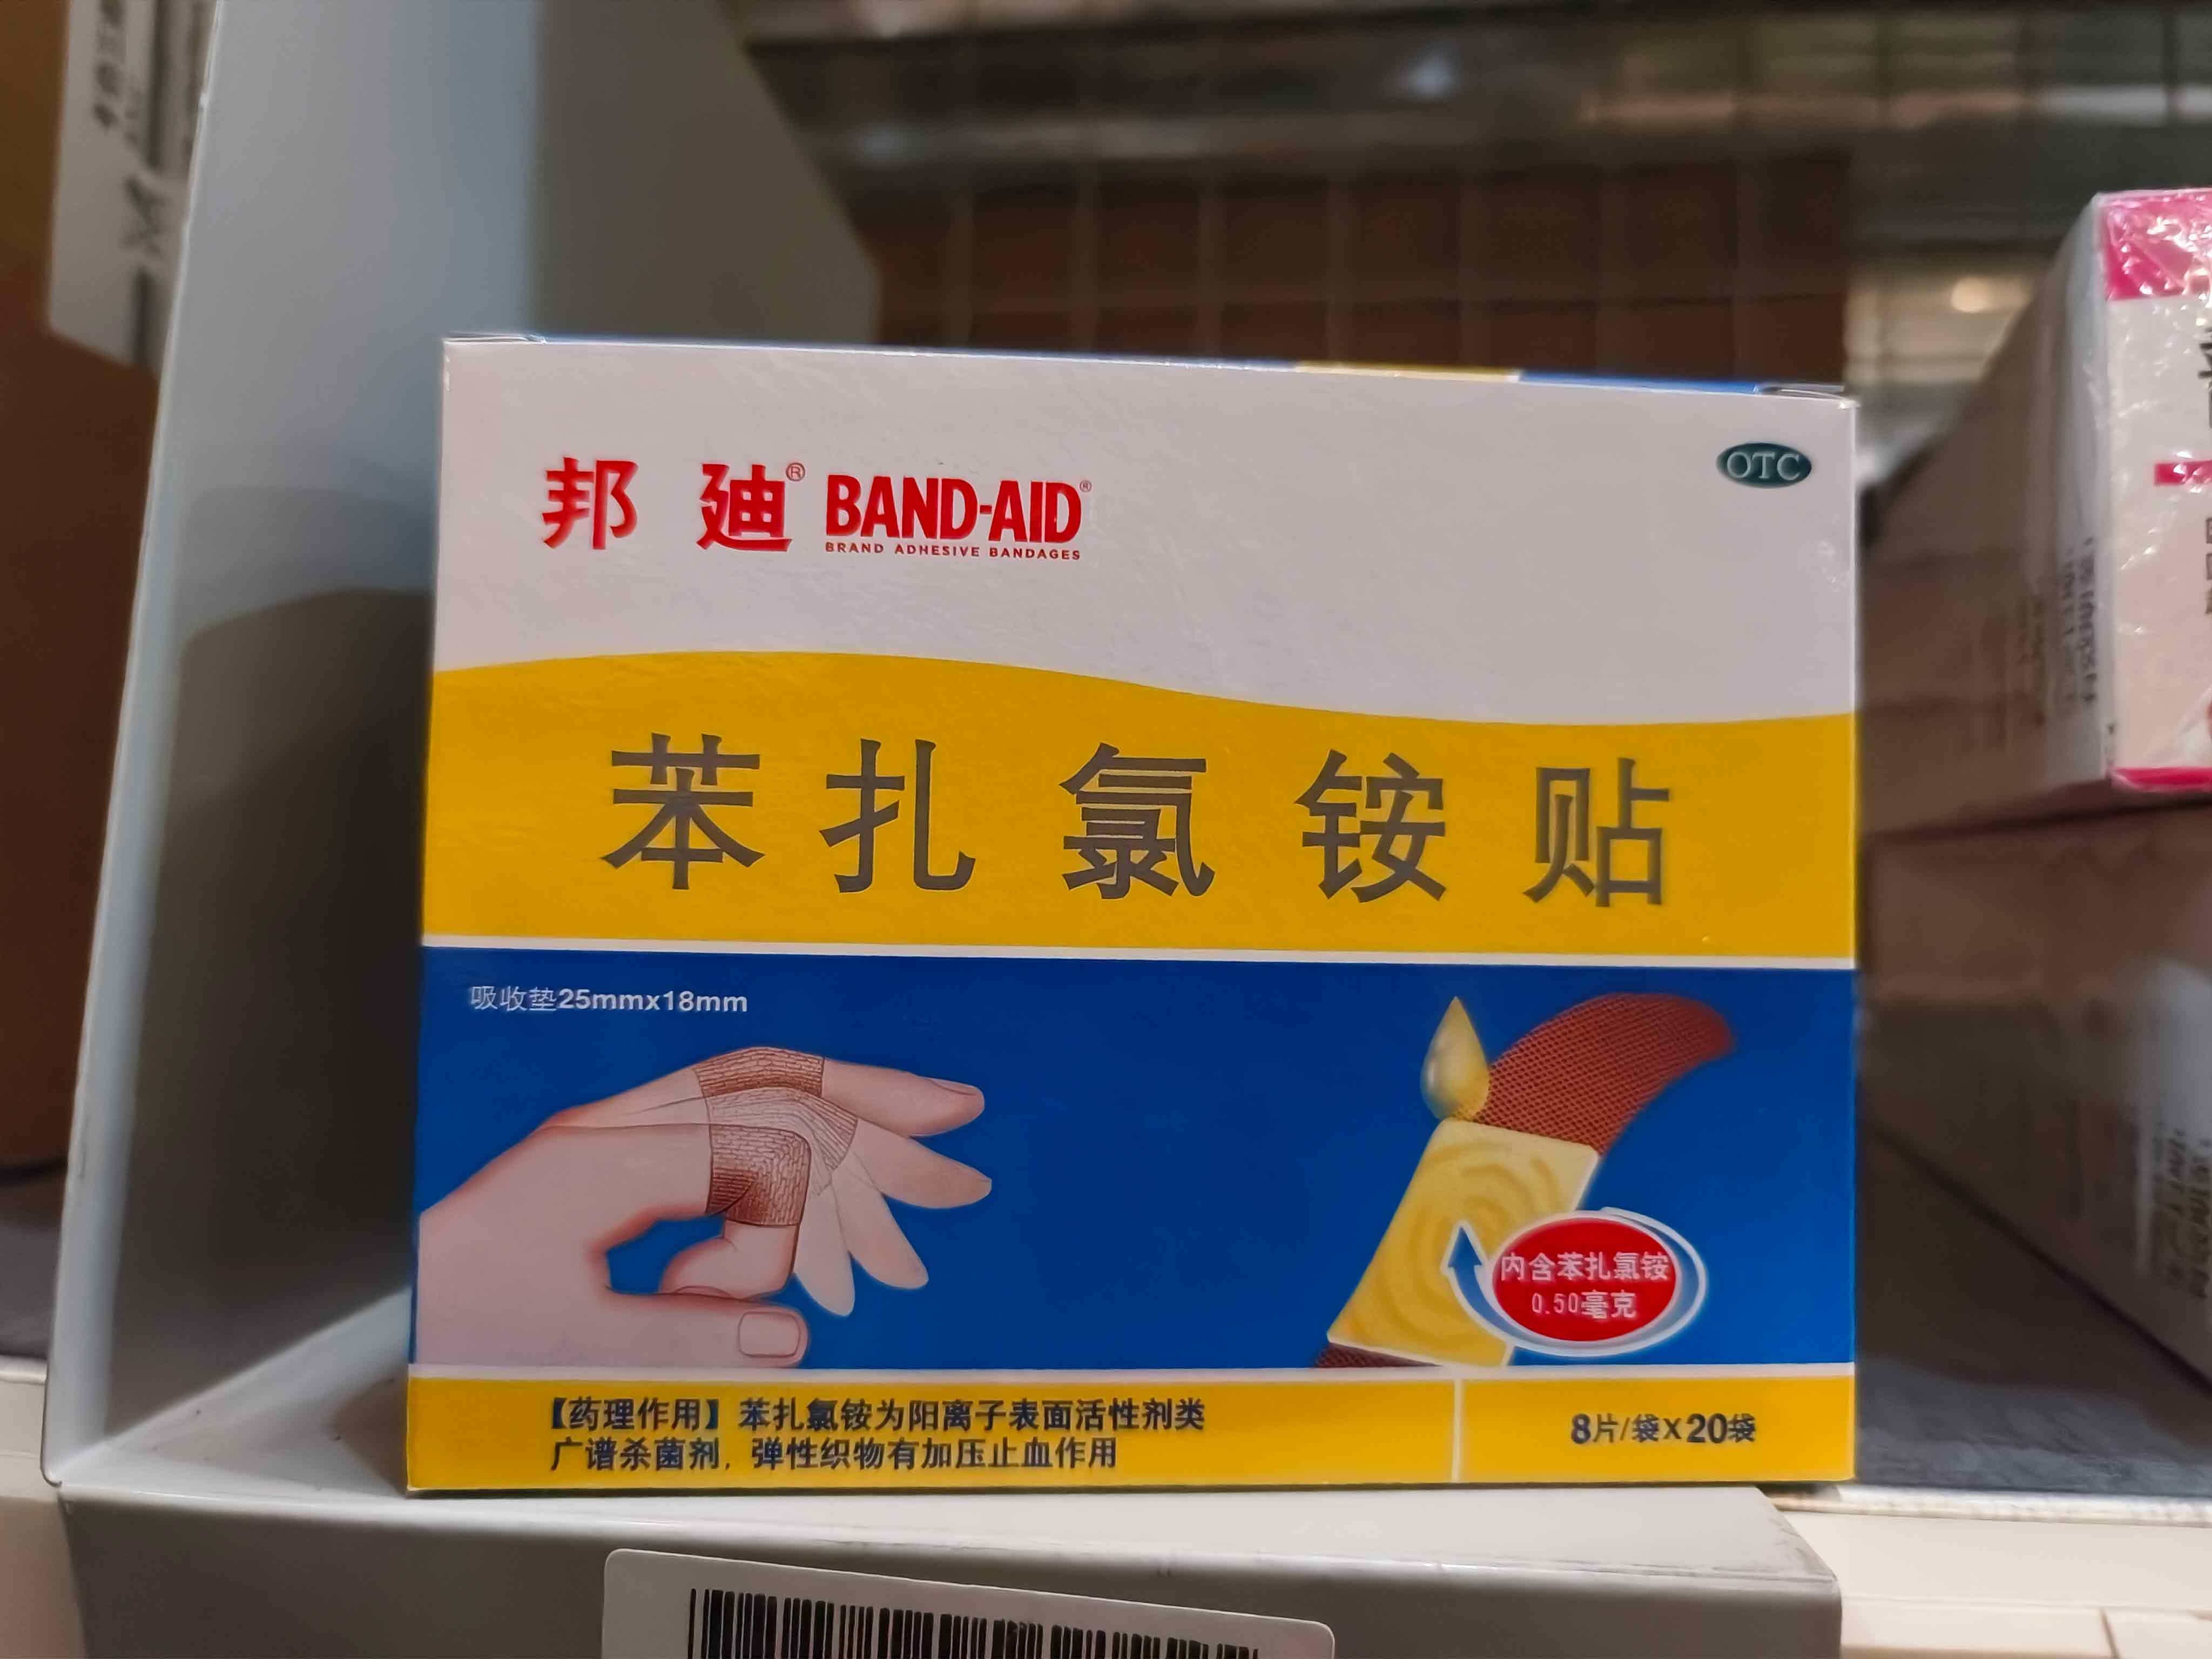 邦廸® BAND-AID®
BRAND ADHESIVE BANDAGES
OTC
苯扎氯铵贴
吸收垫25mmx18mm
内含苯扎氯铵
0.50毫克
【药理作用】苯扎氯铵为阳离子表面活性剂类
广谱杀菌剂，弹性织物有加压止血作用
8片/袋X20袋